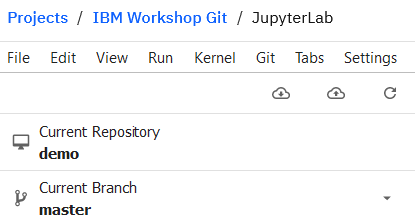 Projects / IBM Workshop Git / JupyterLab
File Edit View Run Kernel Git Tabs Settings
Current Repository
demo
Current Branch
master